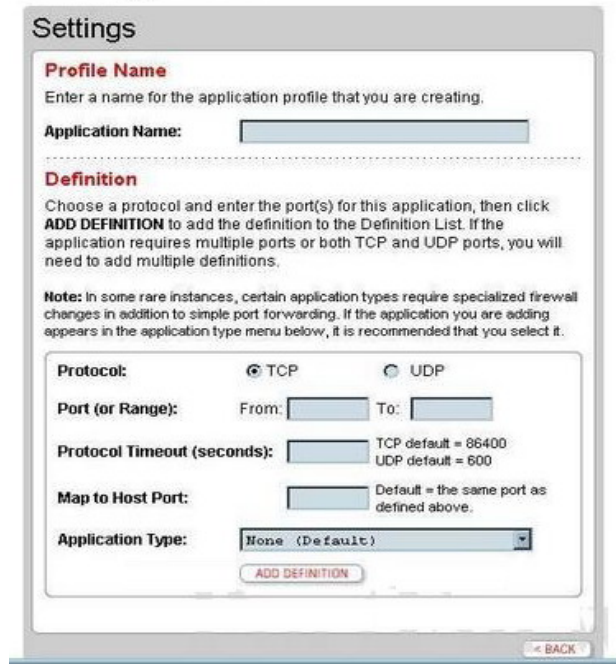 Settings
Profile Name
Enter a name for the application profile that you are creating.
Application Name:
Definition
Choose a protocol and enter the port(s) for this application, then click
ADD DEFINITION to add the definition to the Definition List. If the
application requires multiple ports or both TCP and UDP ports, you will
need to add multiple definitions.
Note: In some rare instances, certain application types require specialized firewall
changes in addition to simple port forwarding. If the application you are adding
appears in the application type menu below, it is recommended that you select it.
Protocol: TCP UDP
Port (or Range): From: To:
Protocol Timeout (seconds): TCP default = 86400
UDP default = 600
Map to Host Port: Default = the same port as
defined above.
Application Type: None (Default)
ADD DEFINITION
< BACK